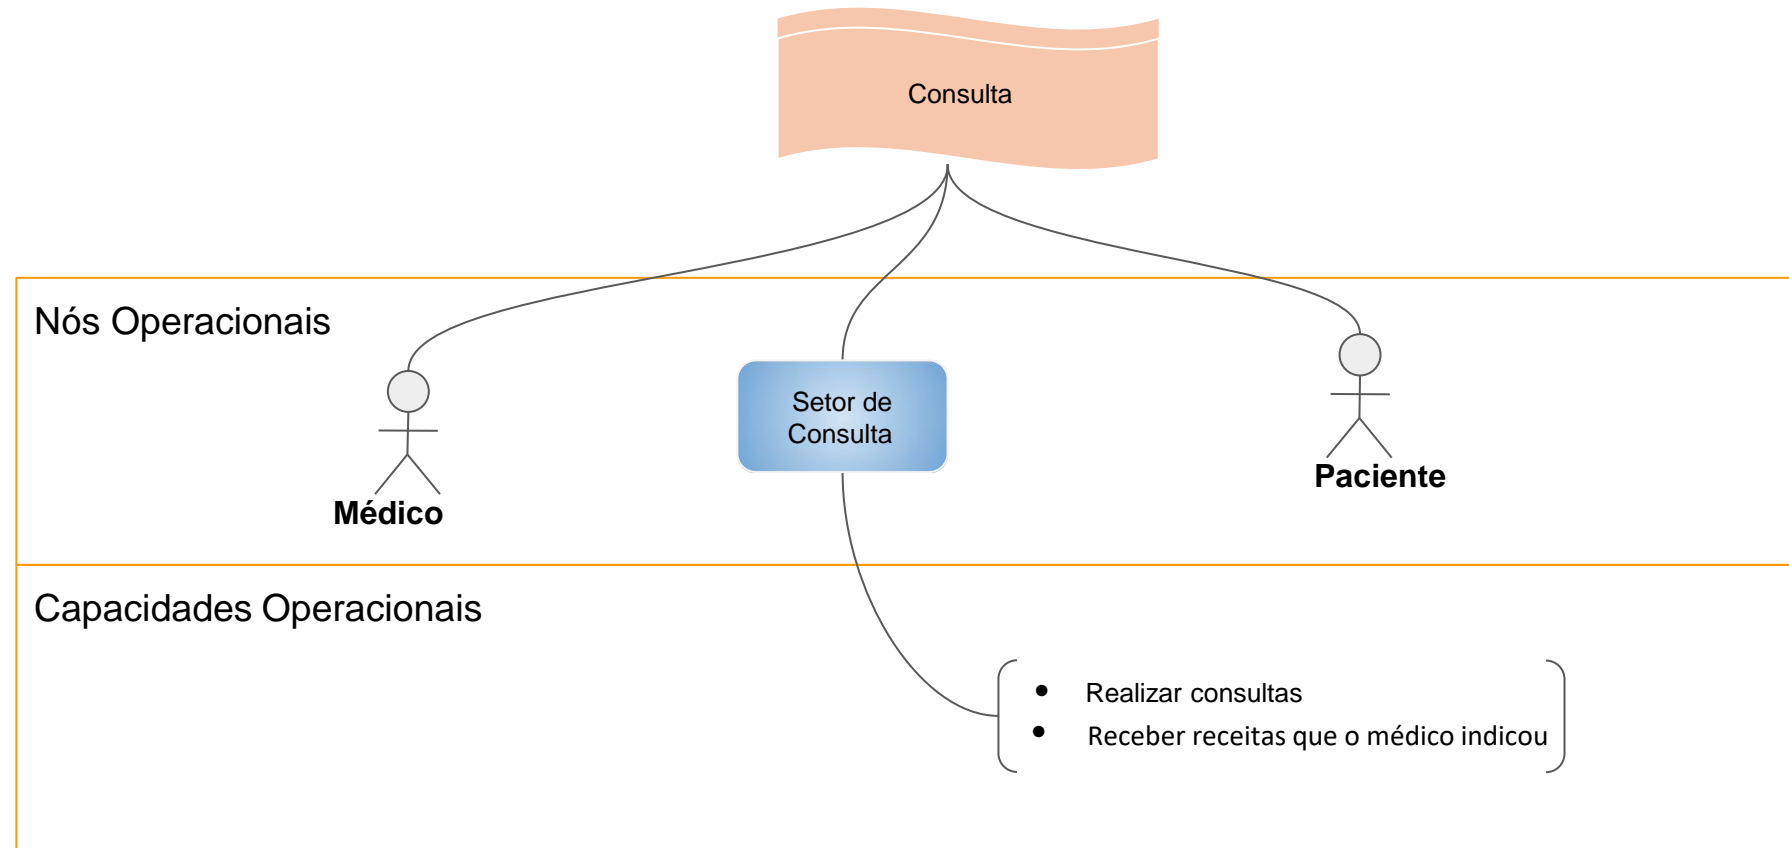 Consulta
Nós Operacionais
Setor de
Consulta
Médico
Paciente
Capacidades Operacionais
● Realizar consultas
● Receber receitas que o médico indicou